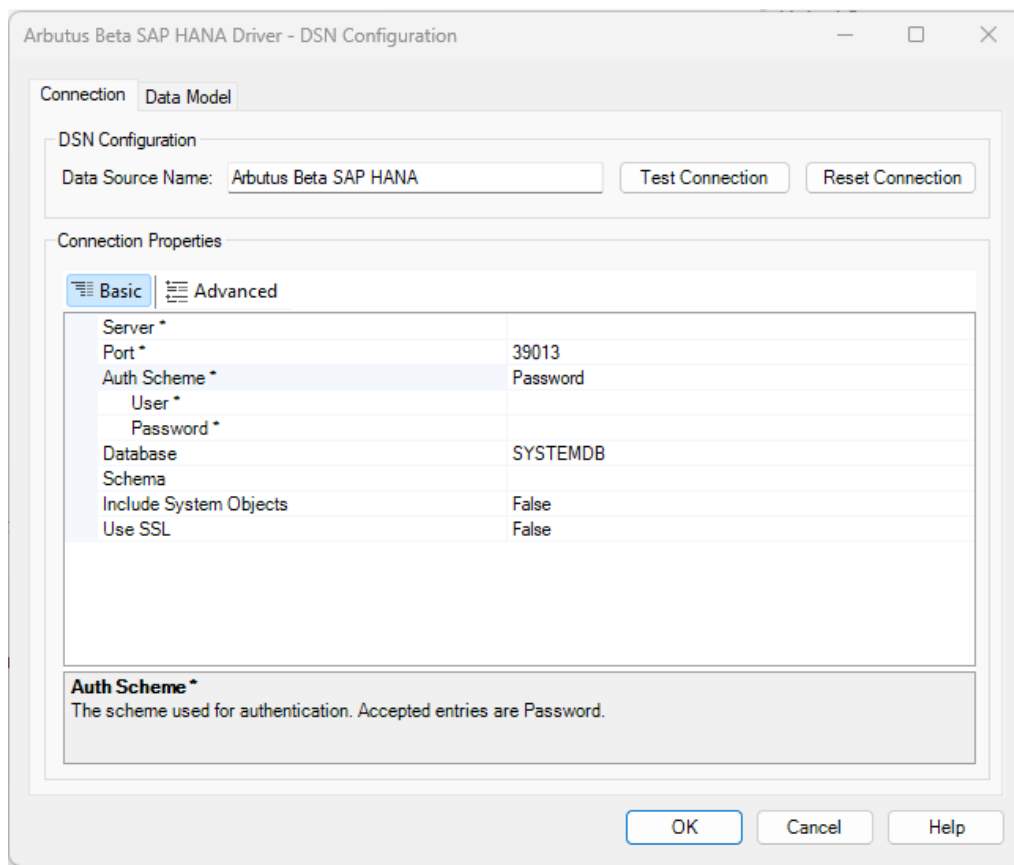 Arbutus Beta SAP HANA Driver - DSN Configuration
Connection Data Model
DSN Configuration
Data Source Name: Arbutus Beta SAP HANA Test Connection Reset Connection
Connection Properties
Basic Advanced
Server *
Port * 39013
Auth Scheme * Password
User *
Password *
Database SYSTEMDB
Schema
Include System Objects False
Use SSL False
Auth Scheme *
The scheme used for authentication. Accepted entries are Password.
OK Cancel Help